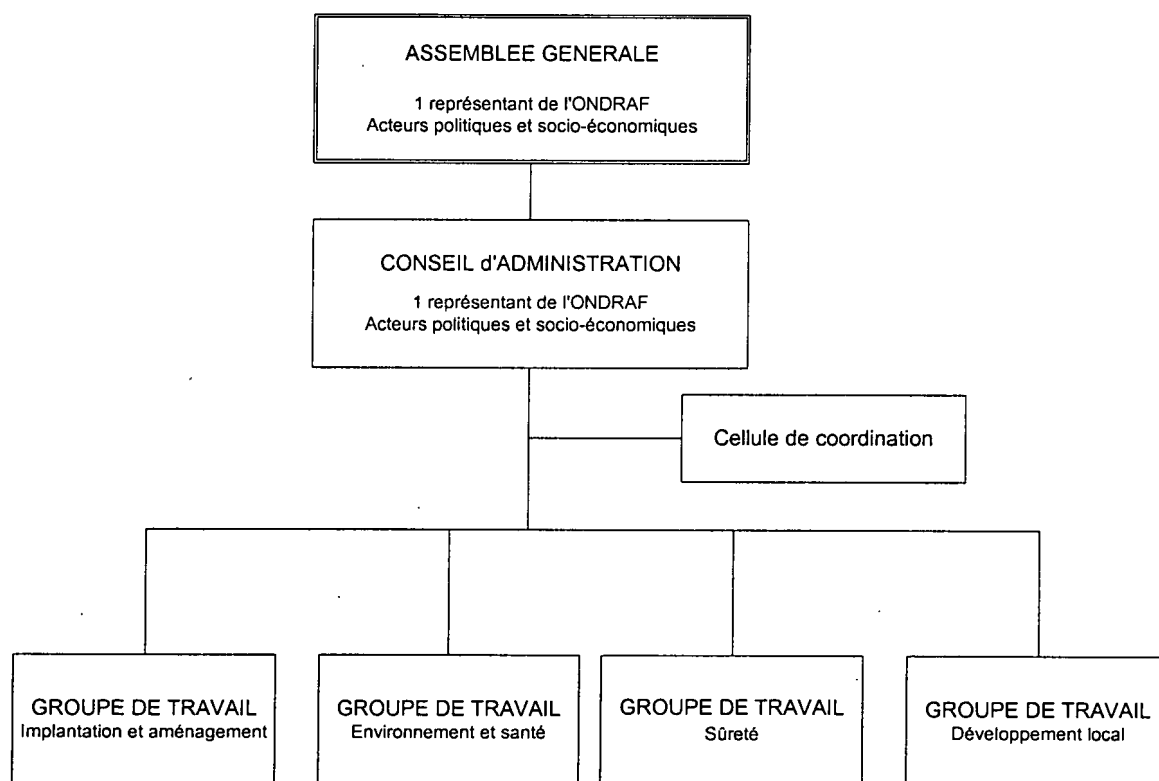 ASSEMBLEE GENERALE
1 représentant de l'ONDRAF
Acteurs politiques et socio-économiques
CONSEIL d'ADMINISTRATION
1 représentant de l'ONDRAF
Acteurs politiques et socio-économiques
Cellule de coordination
GROUPE DE TRAVAIL
Implantation et aménagement
GROUPE DE TRAVAIL
Environnement et santé
GROUPE DE TRAVAIL
Sûreté
GROUPE DE TRAVAIL
Développement local